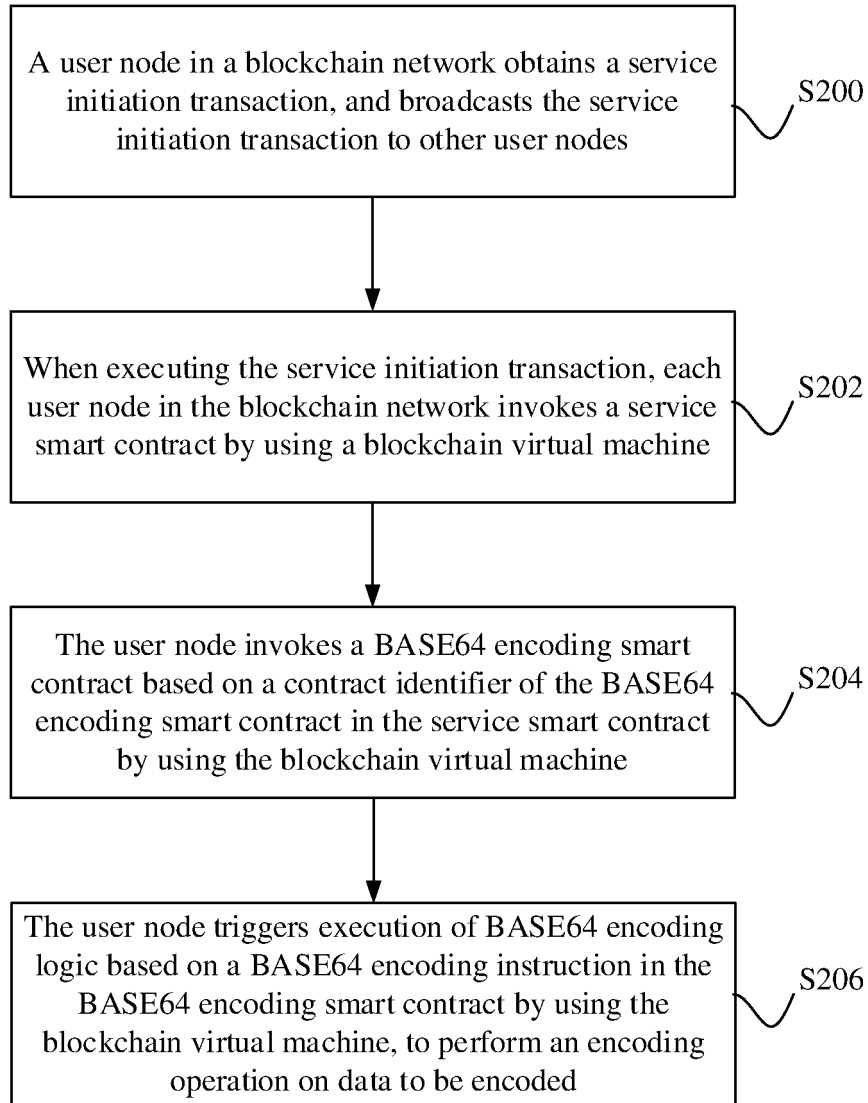 A user node in a blockchain network obtains a service
initiation transaction, and broadcasts the service
initiation transaction to other user nodes
S200
When executing the service initiation transaction, each
user node in the blockchain network invokes a service
smart contract by using a blockchain virtual machine
S202
The user node invokes a BASE64 encoding smart
contract based on a contract identifier of the BASE64
encoding smart contract in the service smart contract
by using the blockchain virtual machine
S204
The user node triggers execution of BASE64 encoding
logic based on a BASE64 encoding instruction in the
BASE64 encoding smart contract by using the
blockchain virtual machine, to perform an encoding
operation on data to be encoded
S206